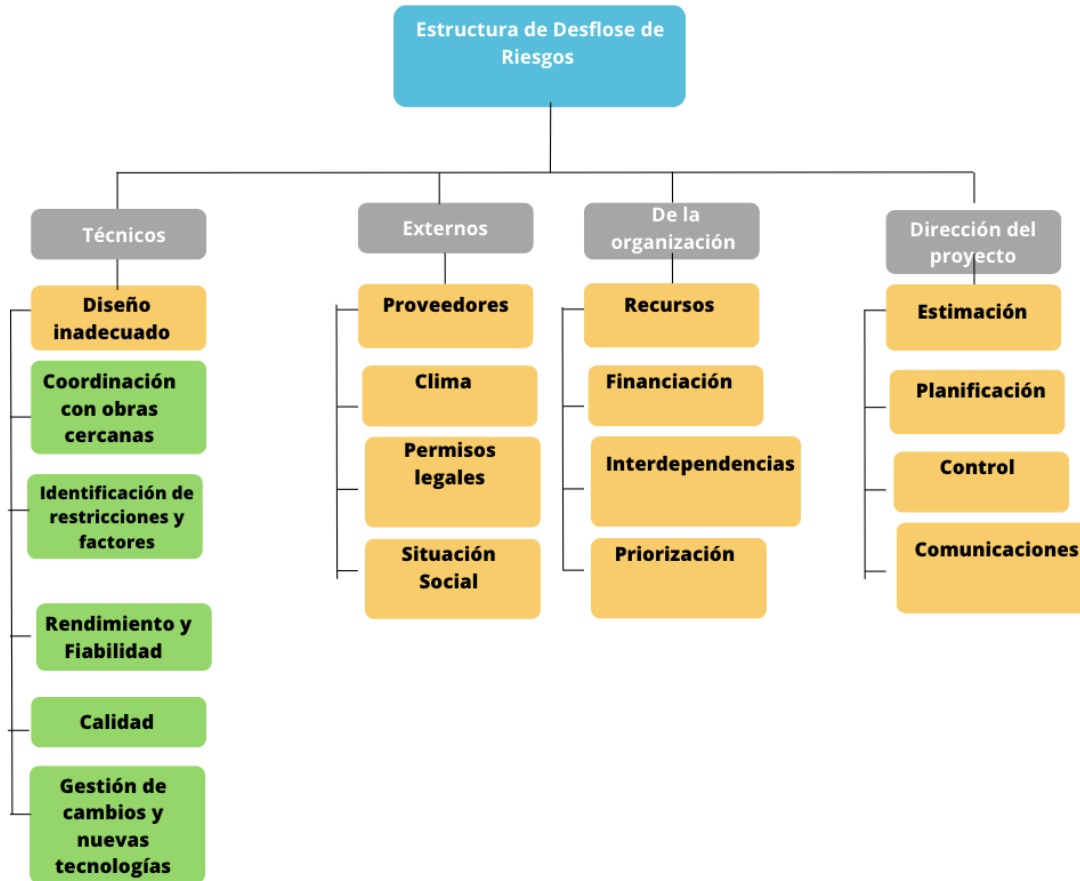 Estructura de Desflose de
Riesgos
Técnicos
Externos
De la
organización
Dirección del
proyecto
Diseño
inadecuado
Coordinación
con obras
cercanas
Identificación de
restricciones y
factores
Rendimiento y
Fiabilidad
Calidad
Gestión de
cambios y
nuevas
tecnologías
Proveedores
Clima
Permisos
legales
Situación
Social
Recursos
Financiación
Interdependencias
Priorización
Estimación
Planificación
Control
Comunicaciones